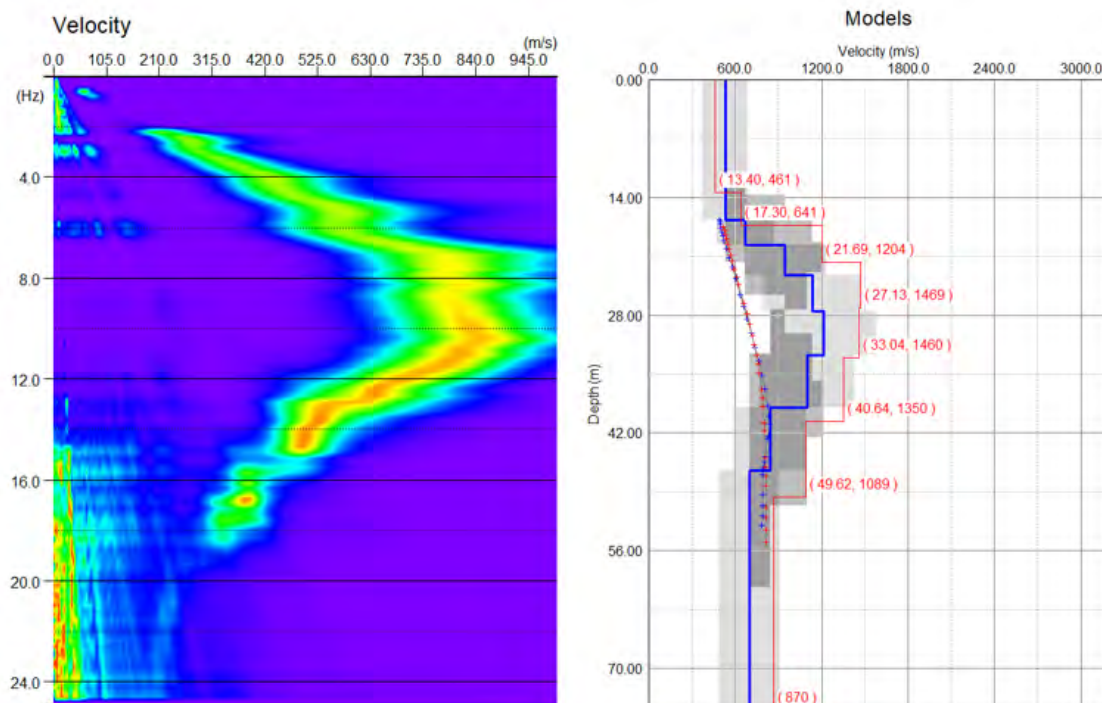 Velocity
(m/s)
0.0 105.0 210.0 315.0 420.0 525.0 630.0 735.0 840.0 945.0
(Hz)
4.0
8.0
12.0
16.0
20.0
24.0
Models
Velocity (m/s)
0.0 600.0 1200.0 1800.0 2400.0 3000.0
Depth (m)
0.00
14.00
28.00
42.00
56.00
70.00
( 13.40, 461 )
( 17.30, 641 )
( 21.69, 1204 )
( 27.13, 1469 )
( 33.04, 1460 )
( 40.64, 1350 )
( 49.62, 1089 )
( 870 )